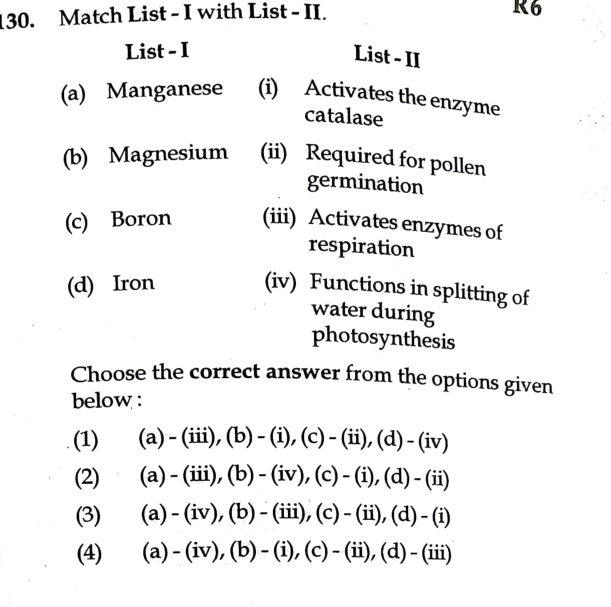 130. Match List - I with List - II. R6
List - I List - II
(a) Manganese (i) Activates the enzyme
catalase
(b) Magnesium (ii) Required for pollen
germination
(c) Boron (iii) Activates enzymes of
respiration
(d) Iron (iv) Functions in splitting of
water during
photosynthesis
Choose the correct answer from the options given
below :
(1) (a) - (iii), (b) - (i), (c) - (ii), (d) - (iv)
(2) (a) - (iii), (b) - (iv), (c) - (i), (d) - (ii)
(3) (a) - (iv), (b) - (iii), (c) - (ii), (d) - (i)
(4) (a) - (iv), (b) - (i), (c) - (ii), (d) - (iii)